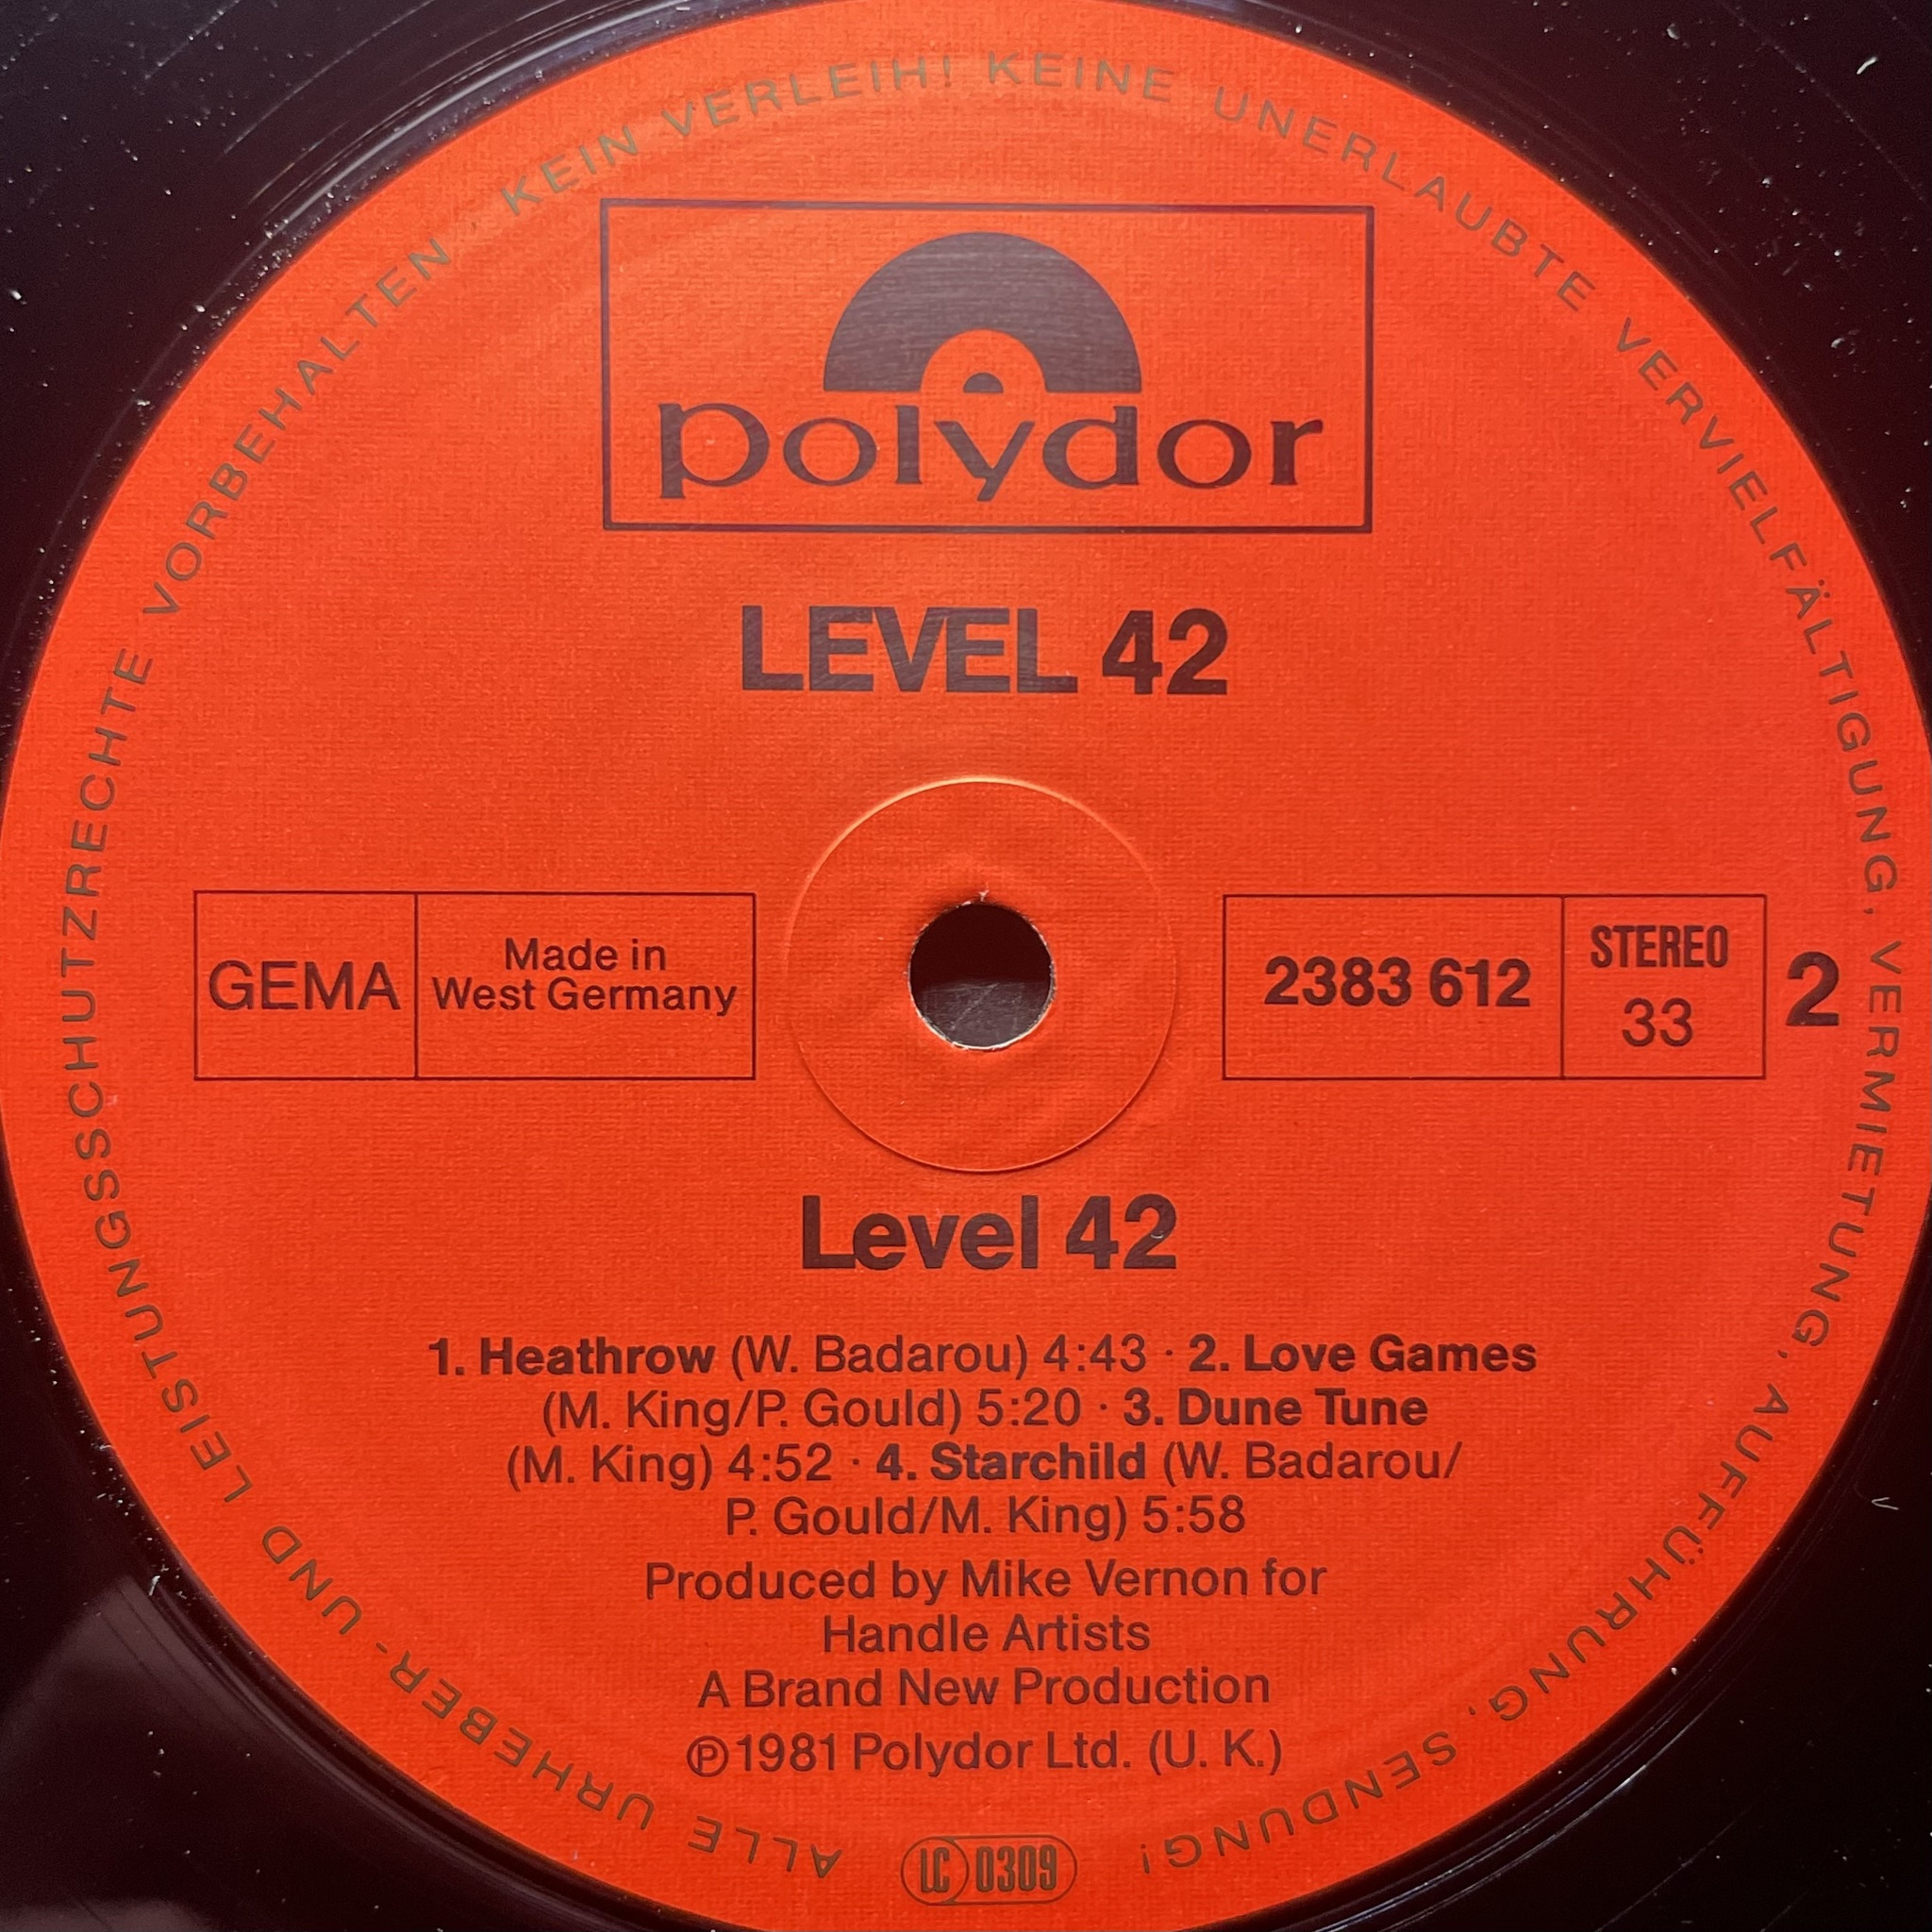 ALLE URHEBER- UND LEISTUNGSSCHUTZRECHTE VORBEHALTEN · KEIN VERLEIH! KEINE UNERLAUBTE VERVIELFÄLTIGUNG, VERMIETUNG, AUFFÜHRUNG, SENDUNG!
polydor
LEVEL 42
GEMA
Made in
West Germany
2383 612
STEREO
33
2
Level 42
1. Heathrow (W. Badarou) 4:43 · 2. Love Games
(M. King/P. Gould) 5:20 · 3. Dune Tune
(M. King) 4:52 · 4. Starchild (W. Badarou/
P. Gould/M. King) 5:58
Produced by Mike Vernon for
Handle Artists
A Brand New Production
℗1981 Polydor Ltd. (U. K.)
LC 0309